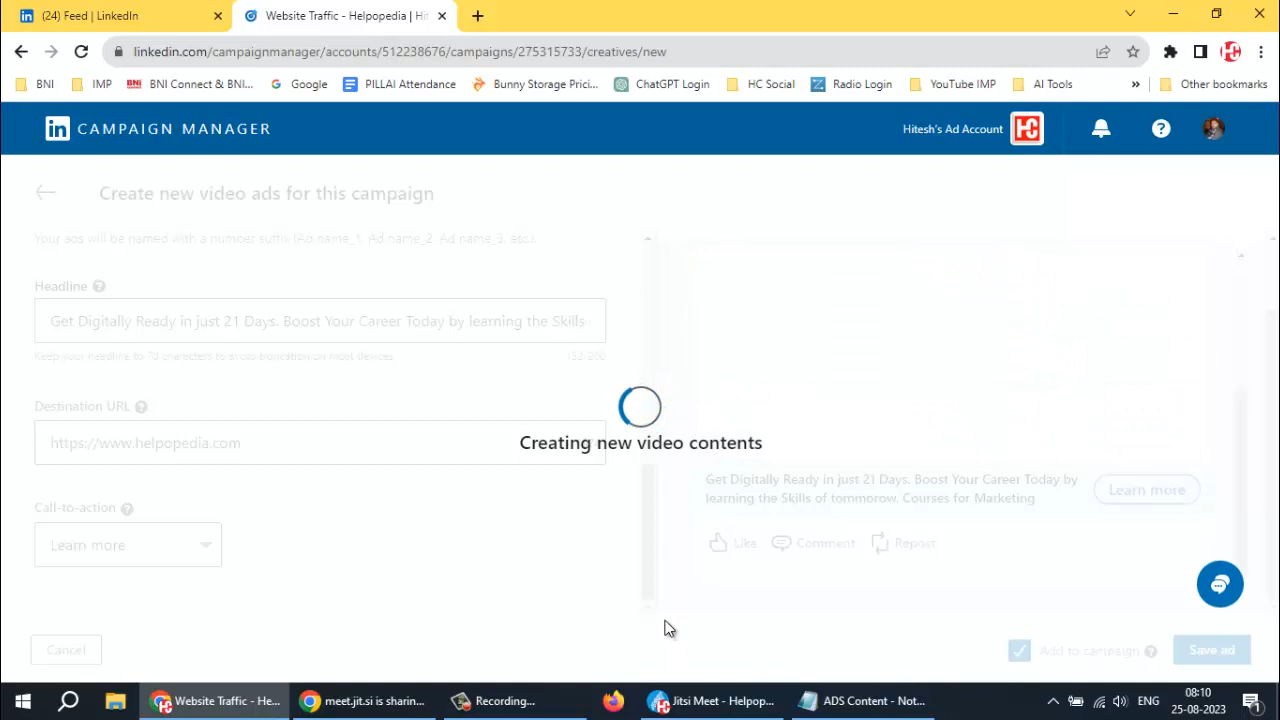 (24) Feed | LinkedIn
Website Traffic - Helpopedia | Hit
linkedin.com/campaignmanager/accounts/512238676/campaigns/275315733/creatives/new
BNI
IMP
BNI BNI Connect & BNI...
Google
PILLAI Attendance
Bunny Storage Prici...
ChatGPT Login
HC Social
Radio Login
YouTube IMP
AI Tools
»
Other bookmarks
in CAMPAIGN MANAGER
Hitesh's Ad Account
HC
Create new video ads for this campaign
Your ads will be named with a number suffix (Ad name_1, Ad name_2, Ad name_3, etc).
Headline
Get Digitally Ready in just 21 Days. Boost Your Career Today by learning the Skills
Keep your headline to 70 characters to avoid truncation on most devices
152/200
Destination URL
https://www.helpopedia.com
Creating new video contents
Get Digitally Ready in just 21 Days. Boost Your Career Today by
learning the Skills of tommorow. Courses for Marketing
Learn more
Call-to-action
Learn more
Like
Comment
Repost
Cancel
Add to campaign
Save ad
Website Traffic - He...
meet.jit.si is sharin...
Recording...
Jitsi Meet - Helpop...
ADS Content - Not...
ENG
08:10
25-08-2023
1